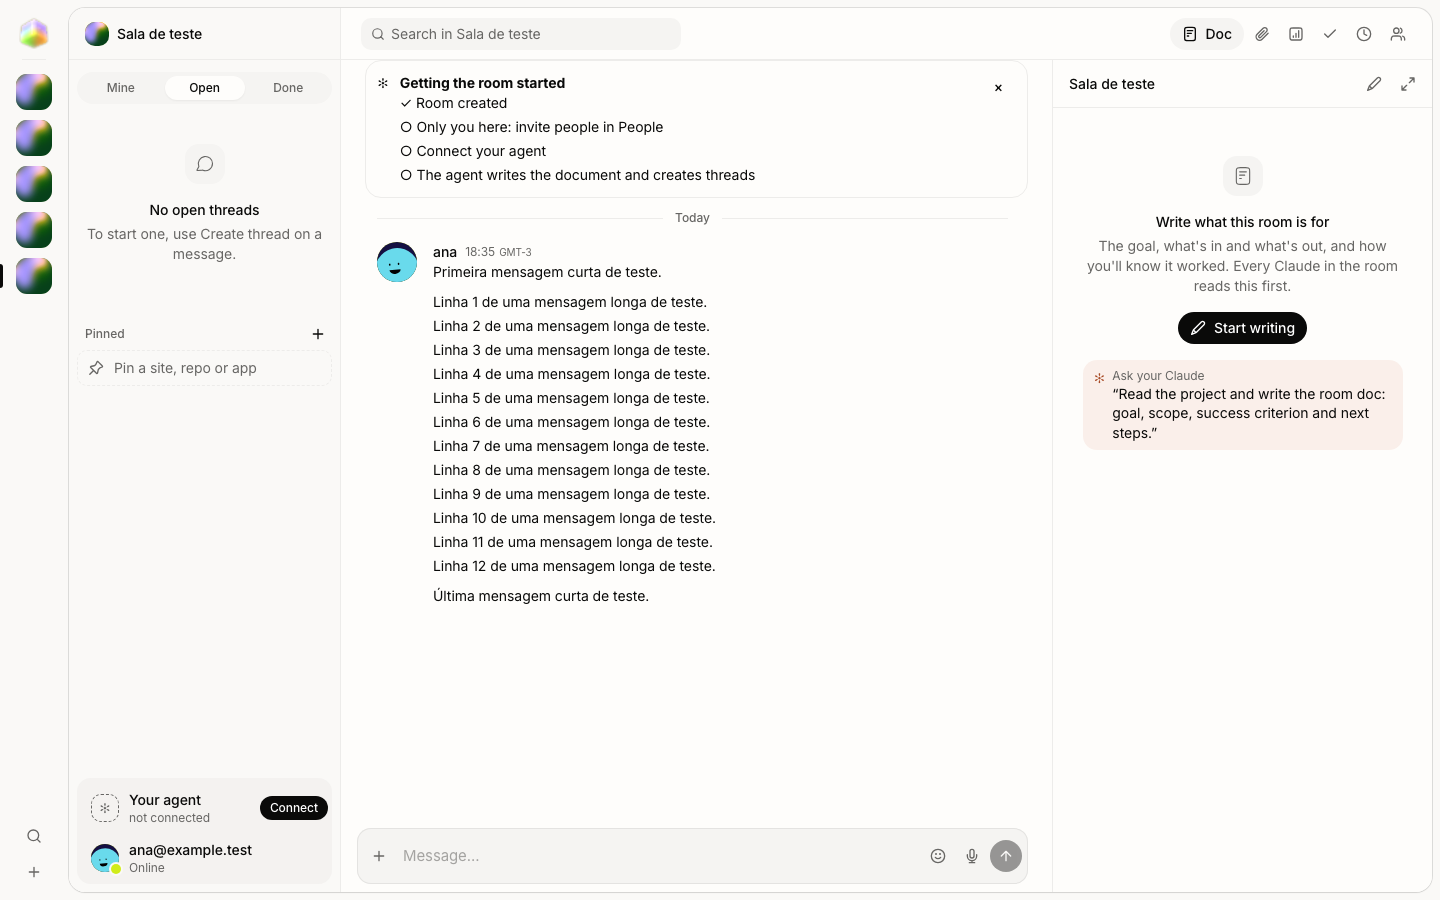 Sala de teste
Search in Sala de teste
Doc
Mine
Open
Done
No open threads
To start one, use Create thread on a
message.
Pinned
Pin a site, repo or app
Your agent
not connected
Connect
ana@example.test
Online
Getting the room started
✓ Room created
○ Only you here: invite people in People
○ Connect your agent
○ The agent writes the document and creates threads
×
Today
ana 18:35 GMT-3
Primeira mensagem curta de teste.
Linha 1 de uma mensagem longa de teste.
Linha 2 de uma mensagem longa de teste.
Linha 3 de uma mensagem longa de teste.
Linha 4 de uma mensagem longa de teste.
Linha 5 de uma mensagem longa de teste.
Linha 6 de uma mensagem longa de teste.
Linha 7 de uma mensagem longa de teste.
Linha 8 de uma mensagem longa de teste.
Linha 9 de uma mensagem longa de teste.
Linha 10 de uma mensagem longa de teste.
Linha 11 de uma mensagem longa de teste.
Linha 12 de uma mensagem longa de teste.
Última mensagem curta de teste.
Message...
Sala de teste
Write what this room is for
The goal, what's in and what's out, and how
you'll know it worked. Every Claude in the room
reads this first.
Start writing
Ask your Claude
“Read the project and write the room doc:
goal, scope, success criterion and next
steps.”